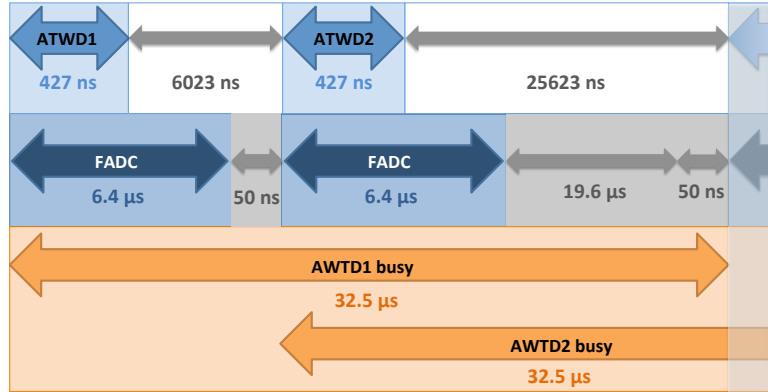 ATWD1
ATWD2
427 ns
6023 ns
427 ns
25623 ns
FADC
FADC
6.4 µs
50 ns
6.4 µs
19.6 µs
50 ns
AWTD1 busy
32.5 µs
AWTD2 busy
32.5 µs